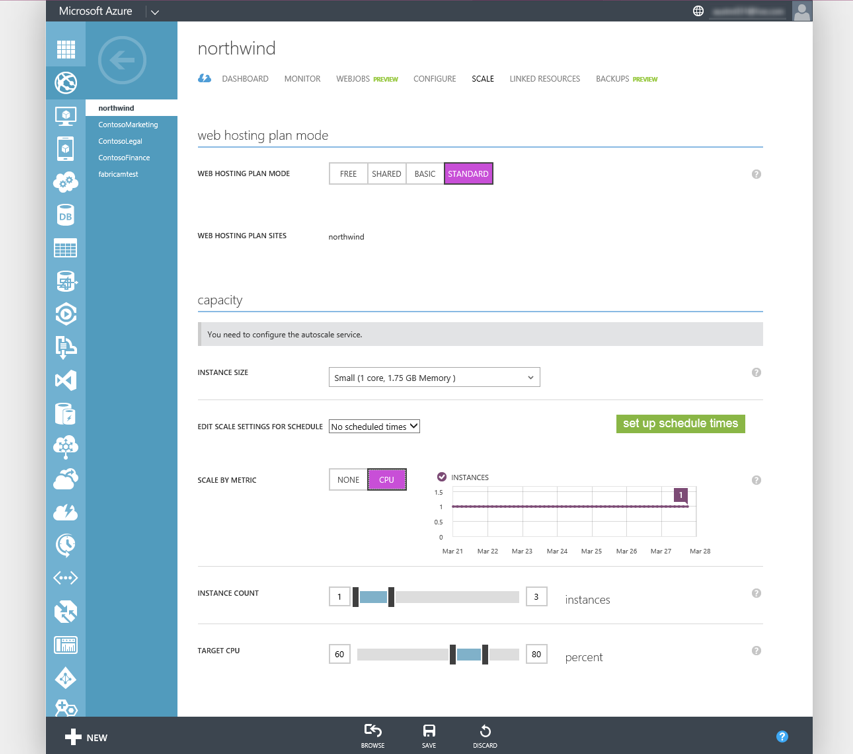 Microsoft Azure
northwind
DASHBOARD MONITOR WEBJOBS PREVIEW CONFIGURE SCALE LINKED RESOURCES BACKUPS PREVIEW
northwind
ContosoMarketing
ContosoLegal
ContosoFinance
fabricamtest
web hosting plan mode
WEB HOSTING PLAN MODE FREE SHARED BASIC STANDARD ?
WEB HOSTING PLAN SITES northwind
capacity
You need to configure the autoscale service.
INSTANCE SIZE Small (1 core, 1.75 GB Memory ) ?
EDIT SCALE SETTINGS FOR SCHEDULE No scheduled times set up schedule times
SCALE BY METRIC NONE CPU INSTANCES ?
1.5
1
1
0.5
0
Mar 21 Mar 22 Mar 23 Mar 24 Mar 25 Mar 26 Mar 27 Mar 28
INSTANCE COUNT 1 3 instances ?
TARGET CPU 60 80 percent ?
DB
NEW BROWSE SAVE DISCARD ?